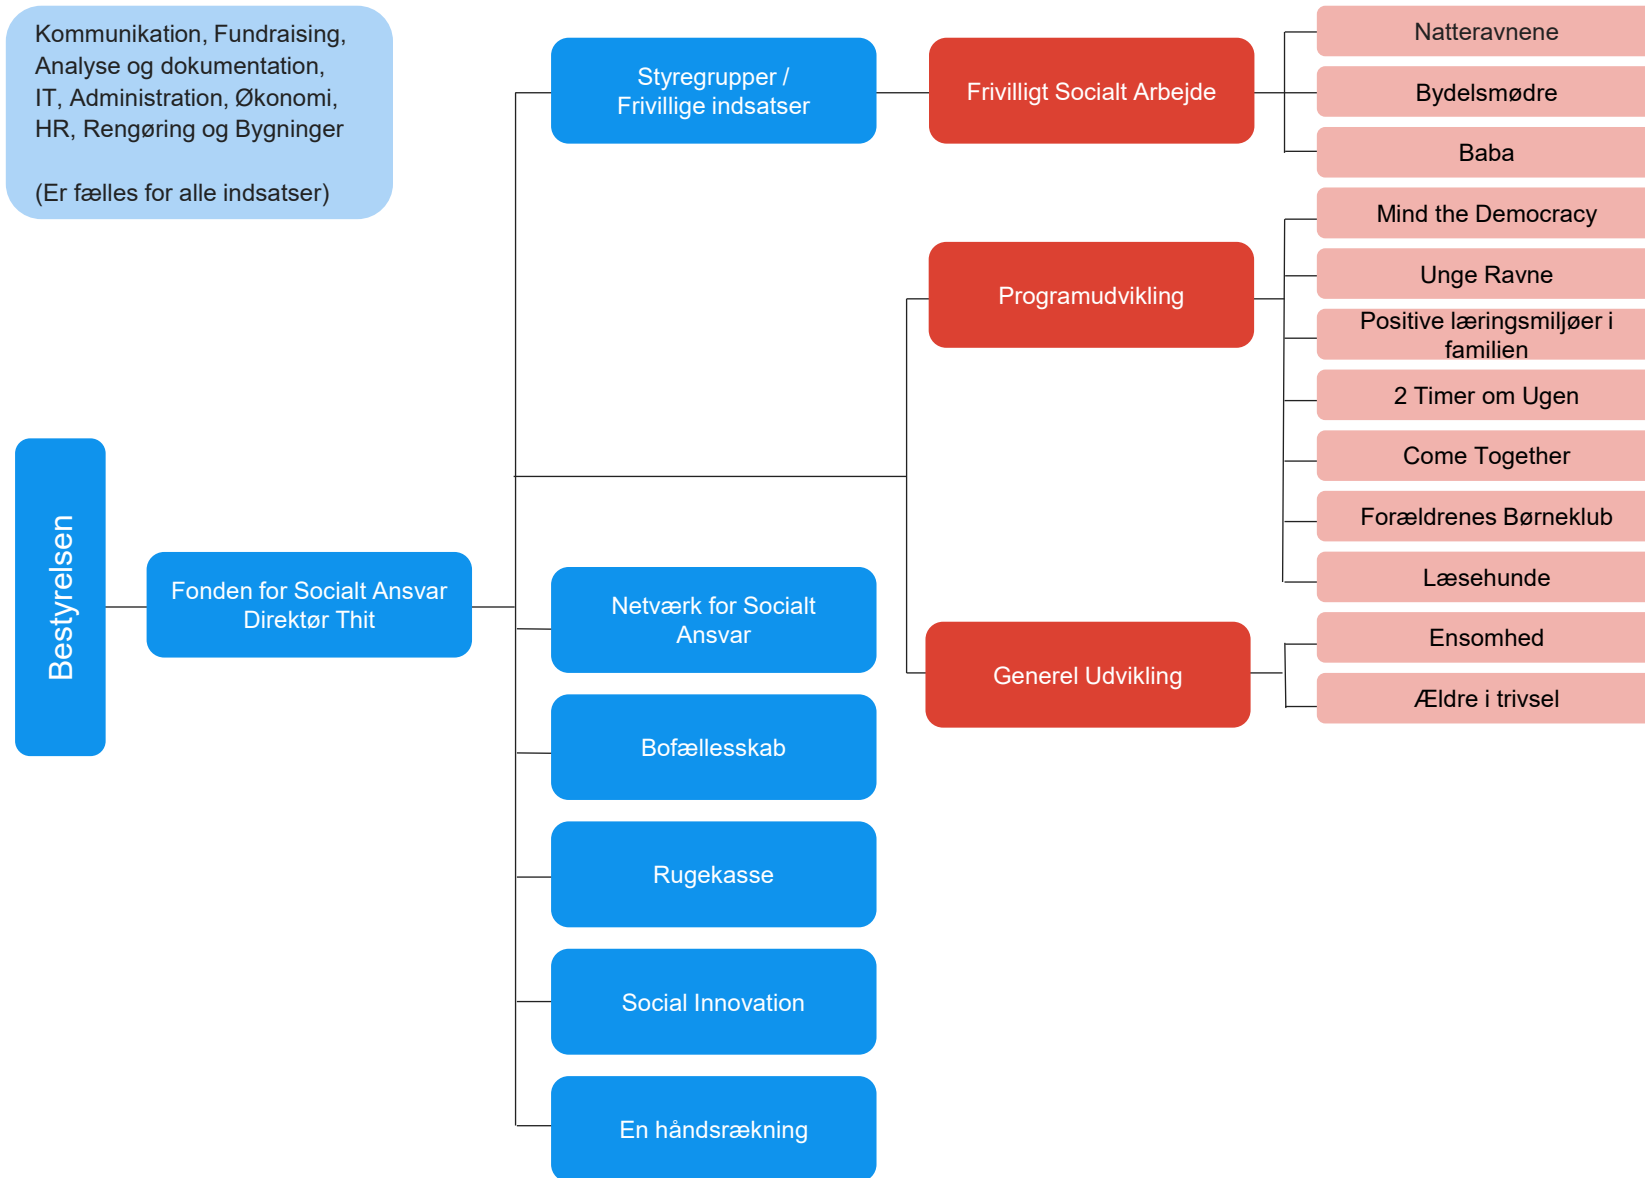 Kommunikation, Fundraising,
Analyse og dokumentation,
IT, Administration, Økonomi,
HR, Rengøring og Bygninger
(Er fælles for alle indsatser)
Bestyrelsen
Fonden for Socialt Ansvar
Direktør Thit
Styregrupper /
Frivillige indsatser
Netværk for Socialt
Ansvar
Bofællesskab
Rugekasse
Social Innovation
En håndsrækning
Frivilligt Socialt Arbejde
Programudvikling
Generel Udvikling
Natteravnene
Bydelsmødre
Baba
Mind the Democracy
Unge Ravne
Positive læringsmiljøer i
familien
2 Timer om Ugen
Come Together
Forældrenes Børneklub
Læsehunde
Ensomhed
Ældre i trivsel